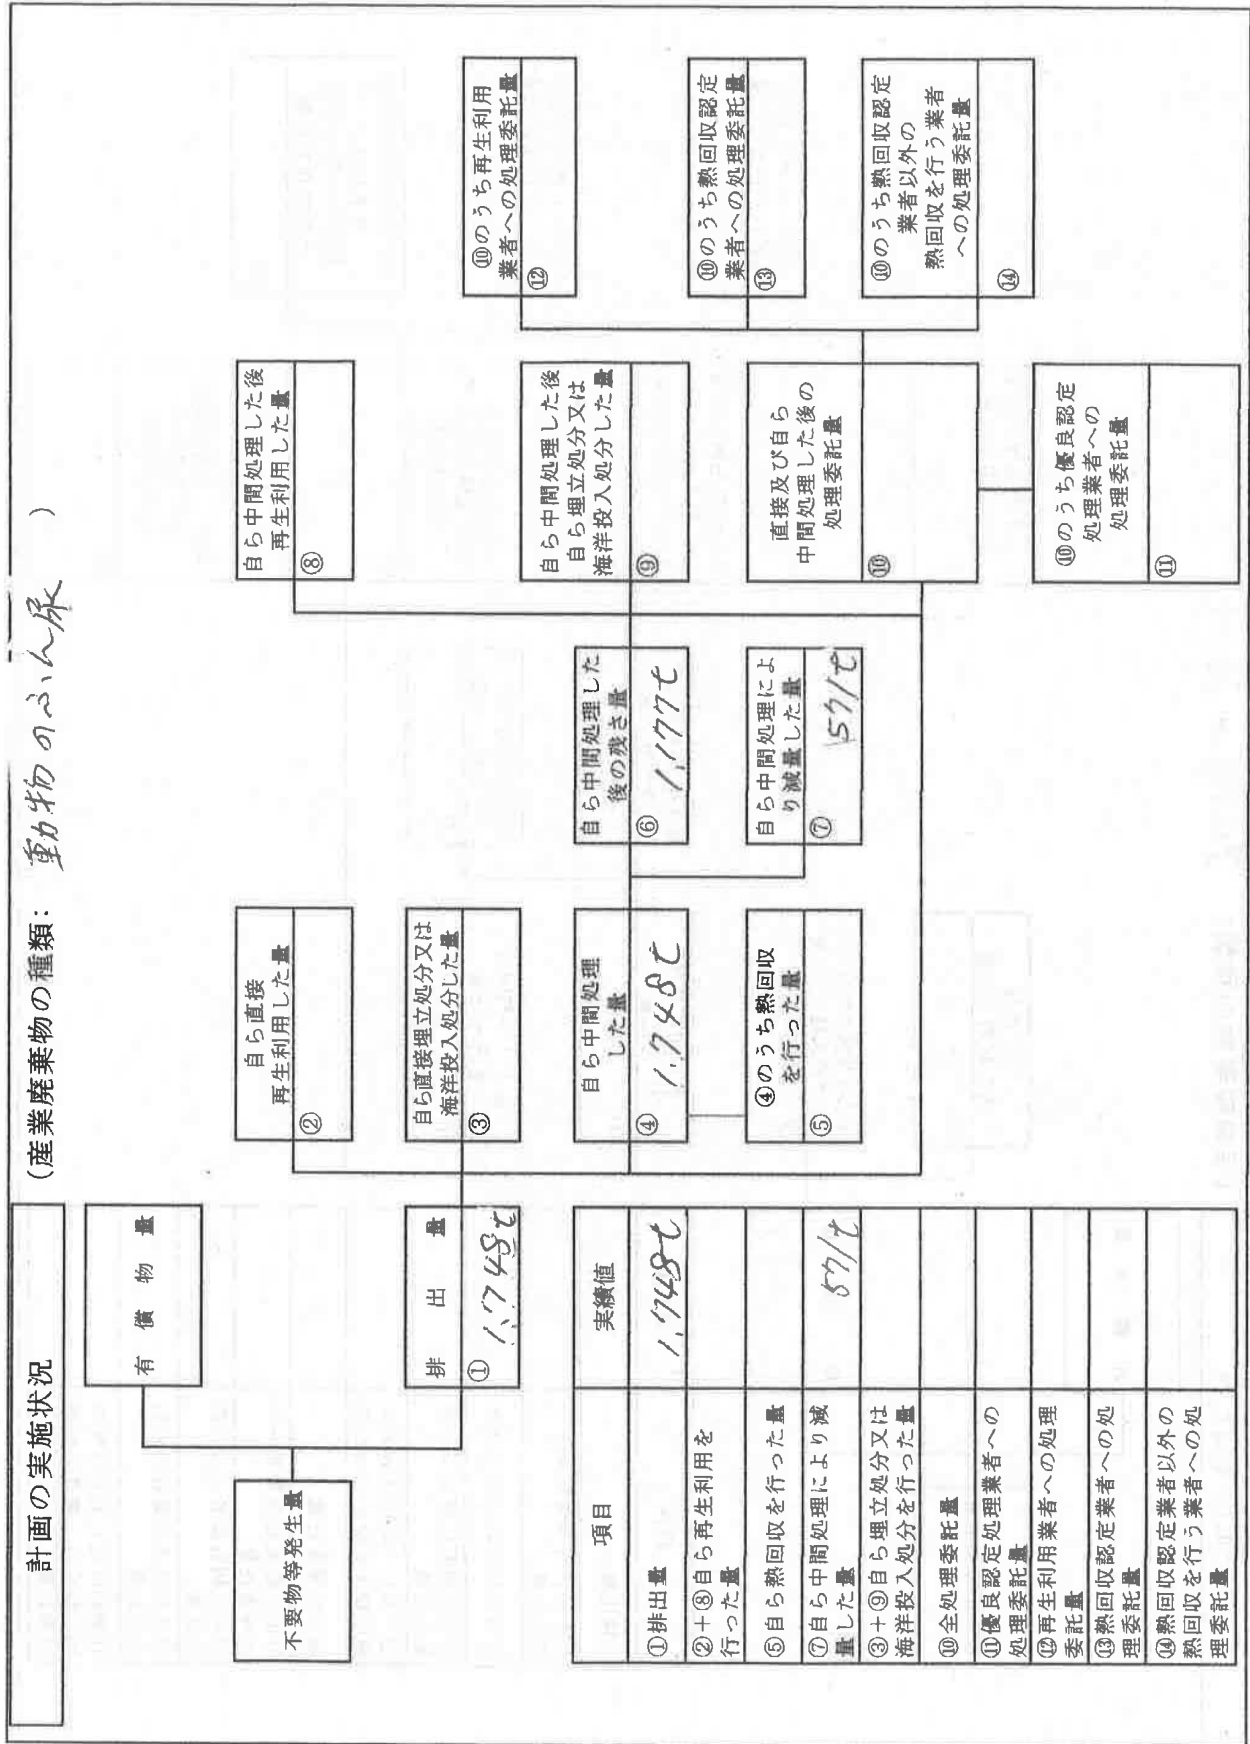 計画の実施状況
（産業廃棄物の種類： 動物のふん尿 ）
有償物量
不要物等発生量
排出量
① 1,748t
自ら直接
再生利用した量
②
自ら直接埋立処分又は
海洋投入処分した量
③
自ら中間処理
した量
④ 1,748t
④のうち熱回収
を行った量
⑤
自ら中間処理した
後の残さ量
⑥ 1,177t
自ら中間処理によ
り減量した量
⑦ 571t
自ら中間処理した後
再生利用した量
⑧
自ら中間処理した後
自ら埋立処分又は
海洋投入処分した量
⑨
直接及び自ら
中間処理した後の
処理委託量
⑩
⑩のうち優良認定
処理業者への
処理委託量
⑪
⑩のうち再生利用
業者への処理委託量
⑫
⑩のうち熱回収認定
業者への処理委託量
⑬
⑩のうち熱回収認定
業者以外の
熱回収を行う業者
への処理委託量
⑭
項目 実績値
①排出量 1,748t
②＋⑧自ら再生利用を
行った量
⑤自ら熱回収を行った量
⑦自ら中間処理により減
量した量 571t
③＋⑨自ら埋立処分又は
海洋投入処分を行った量
⑩全処理委託量
⑪優良認定処理業者への
処理委託量
⑫再生利用業者への処理
委託量
⑬熱回収認定業者への処
理委託量
⑭熱回収認定業者以外の
熱回収を行う業者への処
理委託量